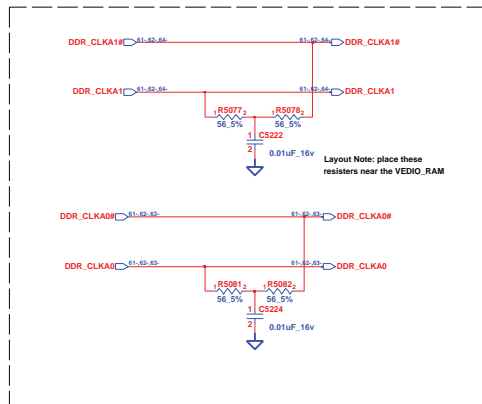 DDR_CLKA1# 61-,62-,64- 61-,62-,64- DDR_CLKA1#
DDR_CLKA1 61-,62-,64- 61-,62-,64- DDR_CLKA1
1 R5077 2 1 R5078 2
56_5% 56_5%
1 C5222
2
0.01uF_16v
Layout Note: place these
resisters near the VEDIO_RAM
DDR_CLKA0# 61-,62-,63- 61-,62-,63- DDR_CLKA0#
DDR_CLKA0 61-,62-,63- 61-,62-,63- DDR_CLKA0
1 R5081 2 1 R5082 2
56_5% 56_5%
1 C5224
2
0.01uF_16v